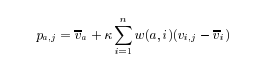 $p_{a,j} = \overline{v}_a + \kappa \sum_{i=1}^{n} w(a,i)(v_{i,j} - \overline{v}_i)$